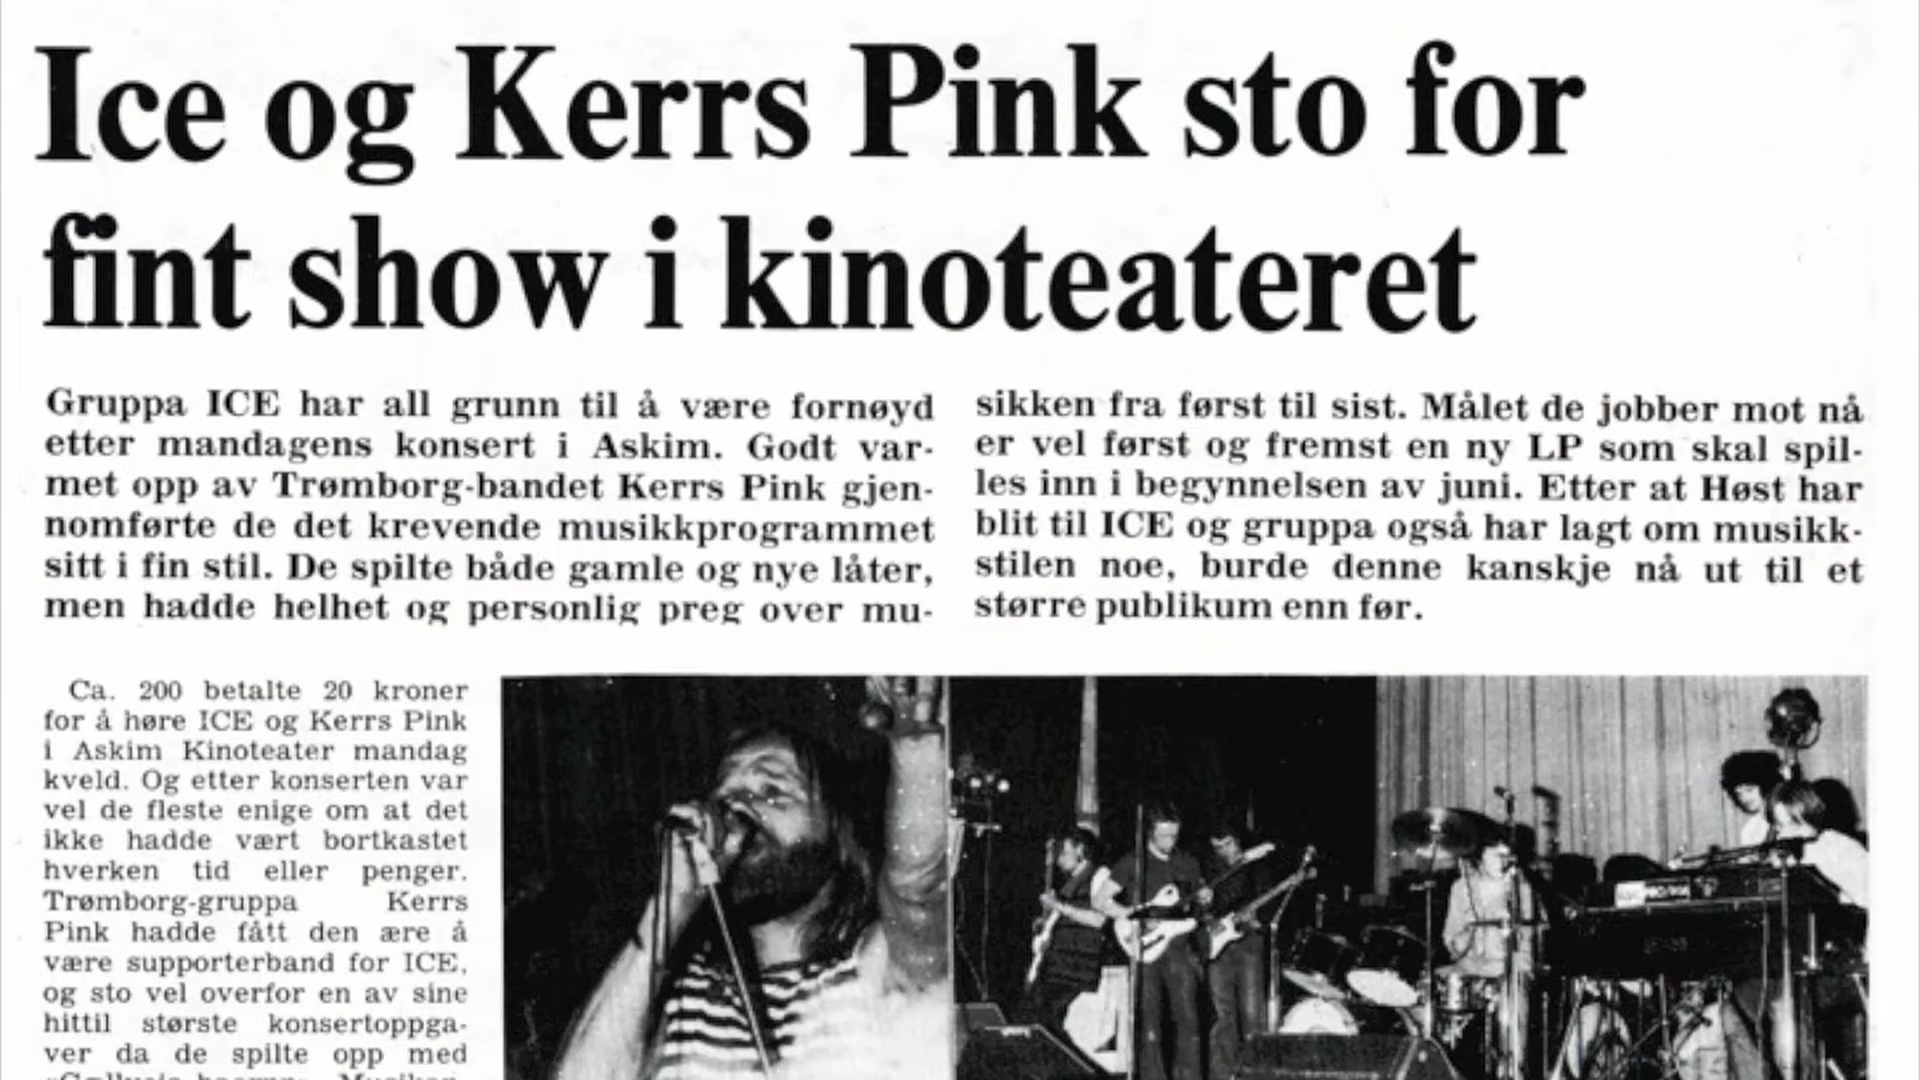 Ice og Kerrs Pink sto for
fint show i kinoteateret
Gruppa ICE har all grunn til å være fornøyd
etter mandagens konsert i Askim. Godt var-
met opp av Trømborg-bandet Kerrs Pink gjen-
nomførte de det krevende musikkprogrammet
sitt i fin stil. De spilte både gamle og nye låter,
men hadde helhet og personlig preg over mu-
sikken fra først til sist. Målet de jobber mot nå
er vel først og fremst en ny LP som skal spil-
les inn i begynnelsen av juni. Etter at Høst har
blit til ICE og gruppa også har lagt om musikk-
stilen noe, burde denne kanskje nå ut til et
større publikum enn før.
Ca. 200 betalte 20 kroner
for å høre ICE og Kerrs Pink
i Askim Kinoteater mandag
kveld. Og etter konserten var
vel de fleste enige om at det
ikke hadde vært bortkastet
hverken tid eller penger.
Trømborg-gruppa Kerrs
Pink hadde fått den ære å
være supporterband for ICE,
og sto vel overfor en av sine
hittil største konsertoppga-
ver da de spilte opp med